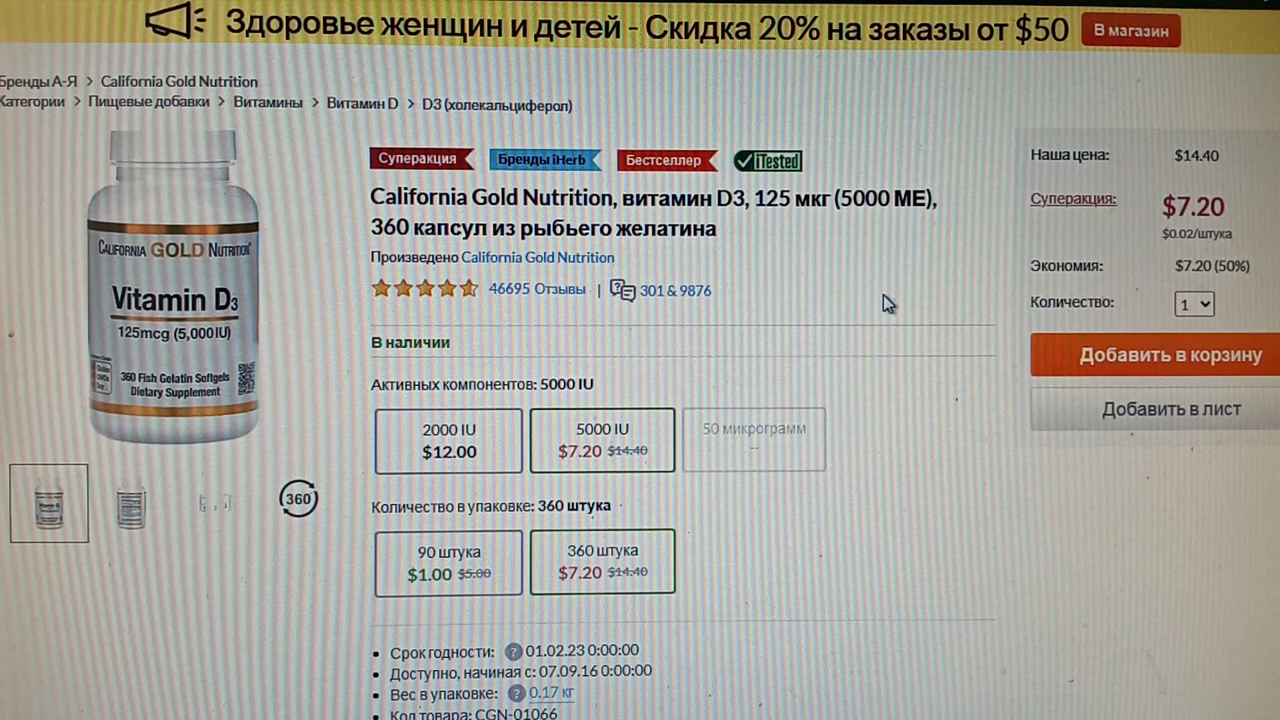 Здоровье женщин и детей - Скидка 20% на заказы от $50
В магазин
Бренды А-Я > California Gold Nutrition
Категории > Пищевые добавки > Витамины > Витамин D > D3 (холекальциферол)
CALIFORNIA GOLD NUTRITION
Vitamin D3
125mcg (5,000 IU)
360 Fish Gelatin Softgels
Dietary Supplement
360
Суперакция
Бренды iHerb
Бестселлер
iTested
California Gold Nutrition, витамин D3, 125 мкг (5000 МЕ),
360 капсул из рыбьего желатина
Произведено California Gold Nutrition
46695 Отзывы | 301 & 9876
В наличии
Активных компонентов: 5000 IU
2000 IU
$12.00
5000 IU
$7.20 $14.40
50 микрограмм
--
Количество в упаковке: 360 штука
90 штука
$1.00 $5.00
360 штука
$7.20 $14.40
• Срок годности: ? 01.02.23 0:00:00
• Доступно, начиная с: 07.09.16 0:00:00
• Вес в упаковке: ? 0.17 кг
• Код товара: CGN-01066
Наша цена: $14.40
Суперакция: $7.20
$0.02/штука
Экономия: $7.20 (50%)
Количество: 1
Добавить в корзину
Добавить в лист